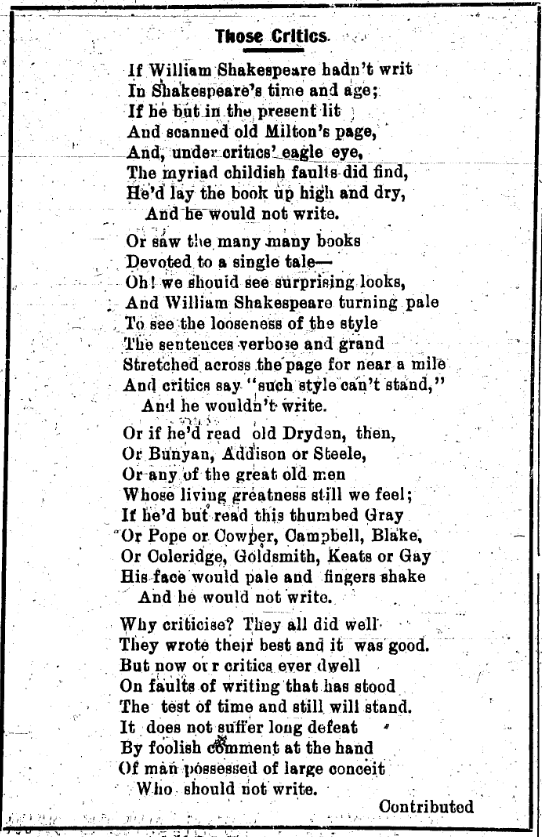 Those Critics.
If William Shakespeare hadn't writ
In Shakespeare's time and age;
If he but in the present lit
And scanned old Milton's page,
And, under critics' eagle eye,
The myriad childish faults did find,
He'd lay the book up high and dry,
And he would not write.
Or saw the many many books
Devoted to a single tale—
Oh! we should see surprising looks,
And William Shakespeare turning pale
To see the looseness of the style
The sentences verbose and grand
Stretched across the page for near a mile
And critics say "such style can't stand,"
And he wouldn't write.
Or if he'd read old Dryden, then,
Or Bunyan, Addison or Steele,
Or any of the great old men
Whose living greatness still we feel;
If he'd but read this thumbed Gray
Or Pope or Cowper, Campbell, Blake,
Or Coleridge, Goldsmith, Keats or Gay
His face would pale and fingers shake
And he would not write.
Why criticise? They all did well
They wrote their best and it was good.
But now our critics ever dwell
On faults of writing that has stood
The test of time and still will stand.
It does not suffer long defeat
By foolish comment at the hand
Of man possessed of large conceit
Who should not write.
Contributed